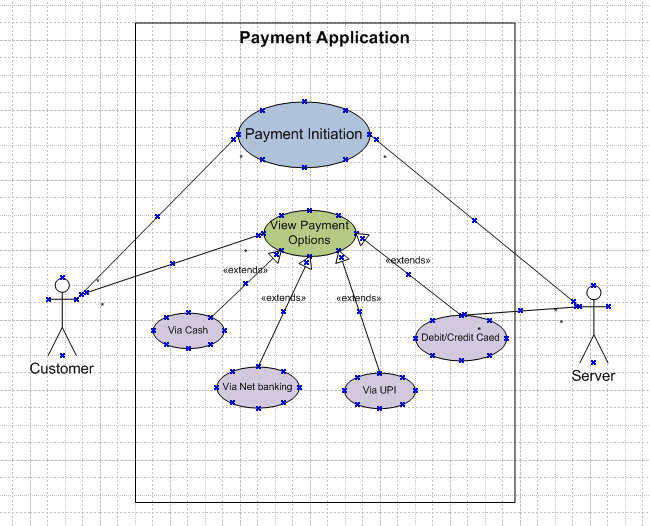 Payment Application
Payment Initiation
*
*
View Payment
Options
*
«extends»
«extends»
*
«extends»
«extends»
*
*
*
Via Cash
*
Debit/Credit Caed
Customer
Server
Via Net banking
Via UPI